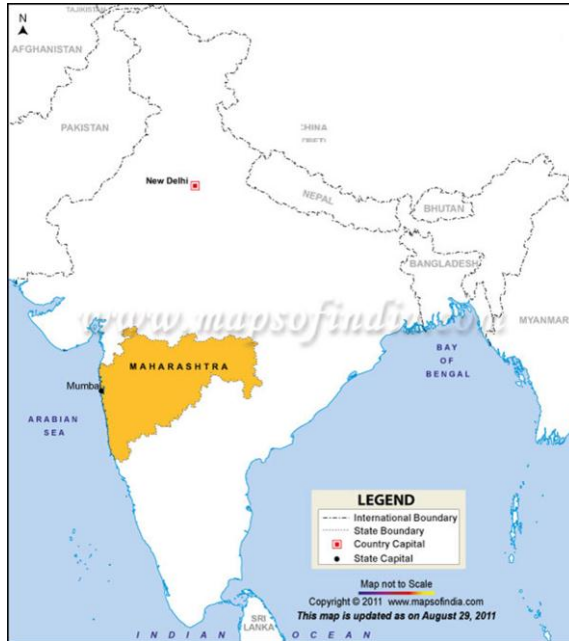 TAJIKISTAN
N
AFGHANISTAN
PAKISTAN
CHINA
New Delhi
NEPAL
BHUTAN
BANGLADESH
www.mapsofindia.com
MYANMAR
MAHARASHTRA
Mumbai
BAY
OF
BENGAL
ARABIAN
SEA
LEGEND
International Boundary
State Boundary
Country Capital
State Capital
Map not to Scale
Copyright © 2011 www.mapsofindia.com
This map is updated as on August 29, 2011
SRI
LANKA
INDIAN OCEAN